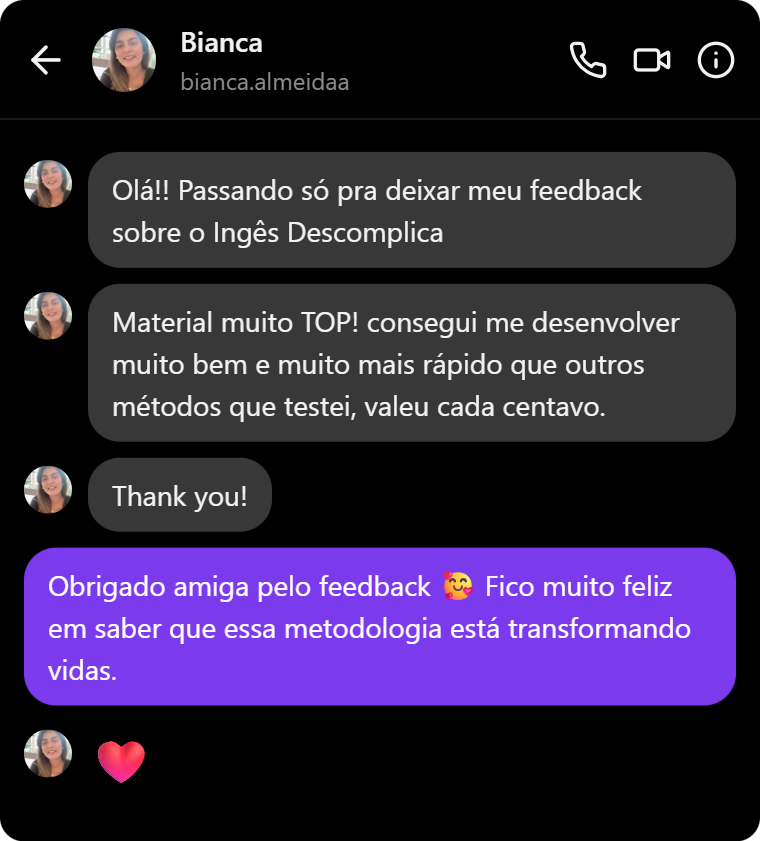 Bianca
bianca.almeidaa
Olá!! Passando só pra deixar meu feedback
sobre o Ingês Descomplica
Material muito TOP! consegui me desenvolver
muito bem e muito mais rápido que outros
métodos que testei, valeu cada centavo.
Thank you!
Obrigado amiga pelo feedback 🥰 Fico muito feliz
em saber que essa metodologia está transformando
vidas.
❤️